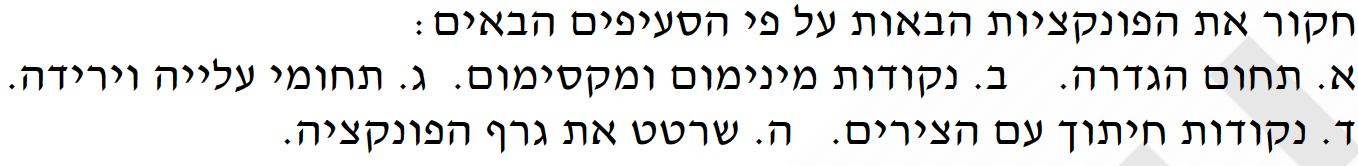 חקור את הפונקציות הבאות על פי הסעיפים הבאים:
א. תחום הגדרה. ב. נקודות מינימום ומקסימום. ג. תחומי עלייה וירידה.
ד. נקודות חיתוך עם הצירים. ה. שרטט את גרף הפונקציה.